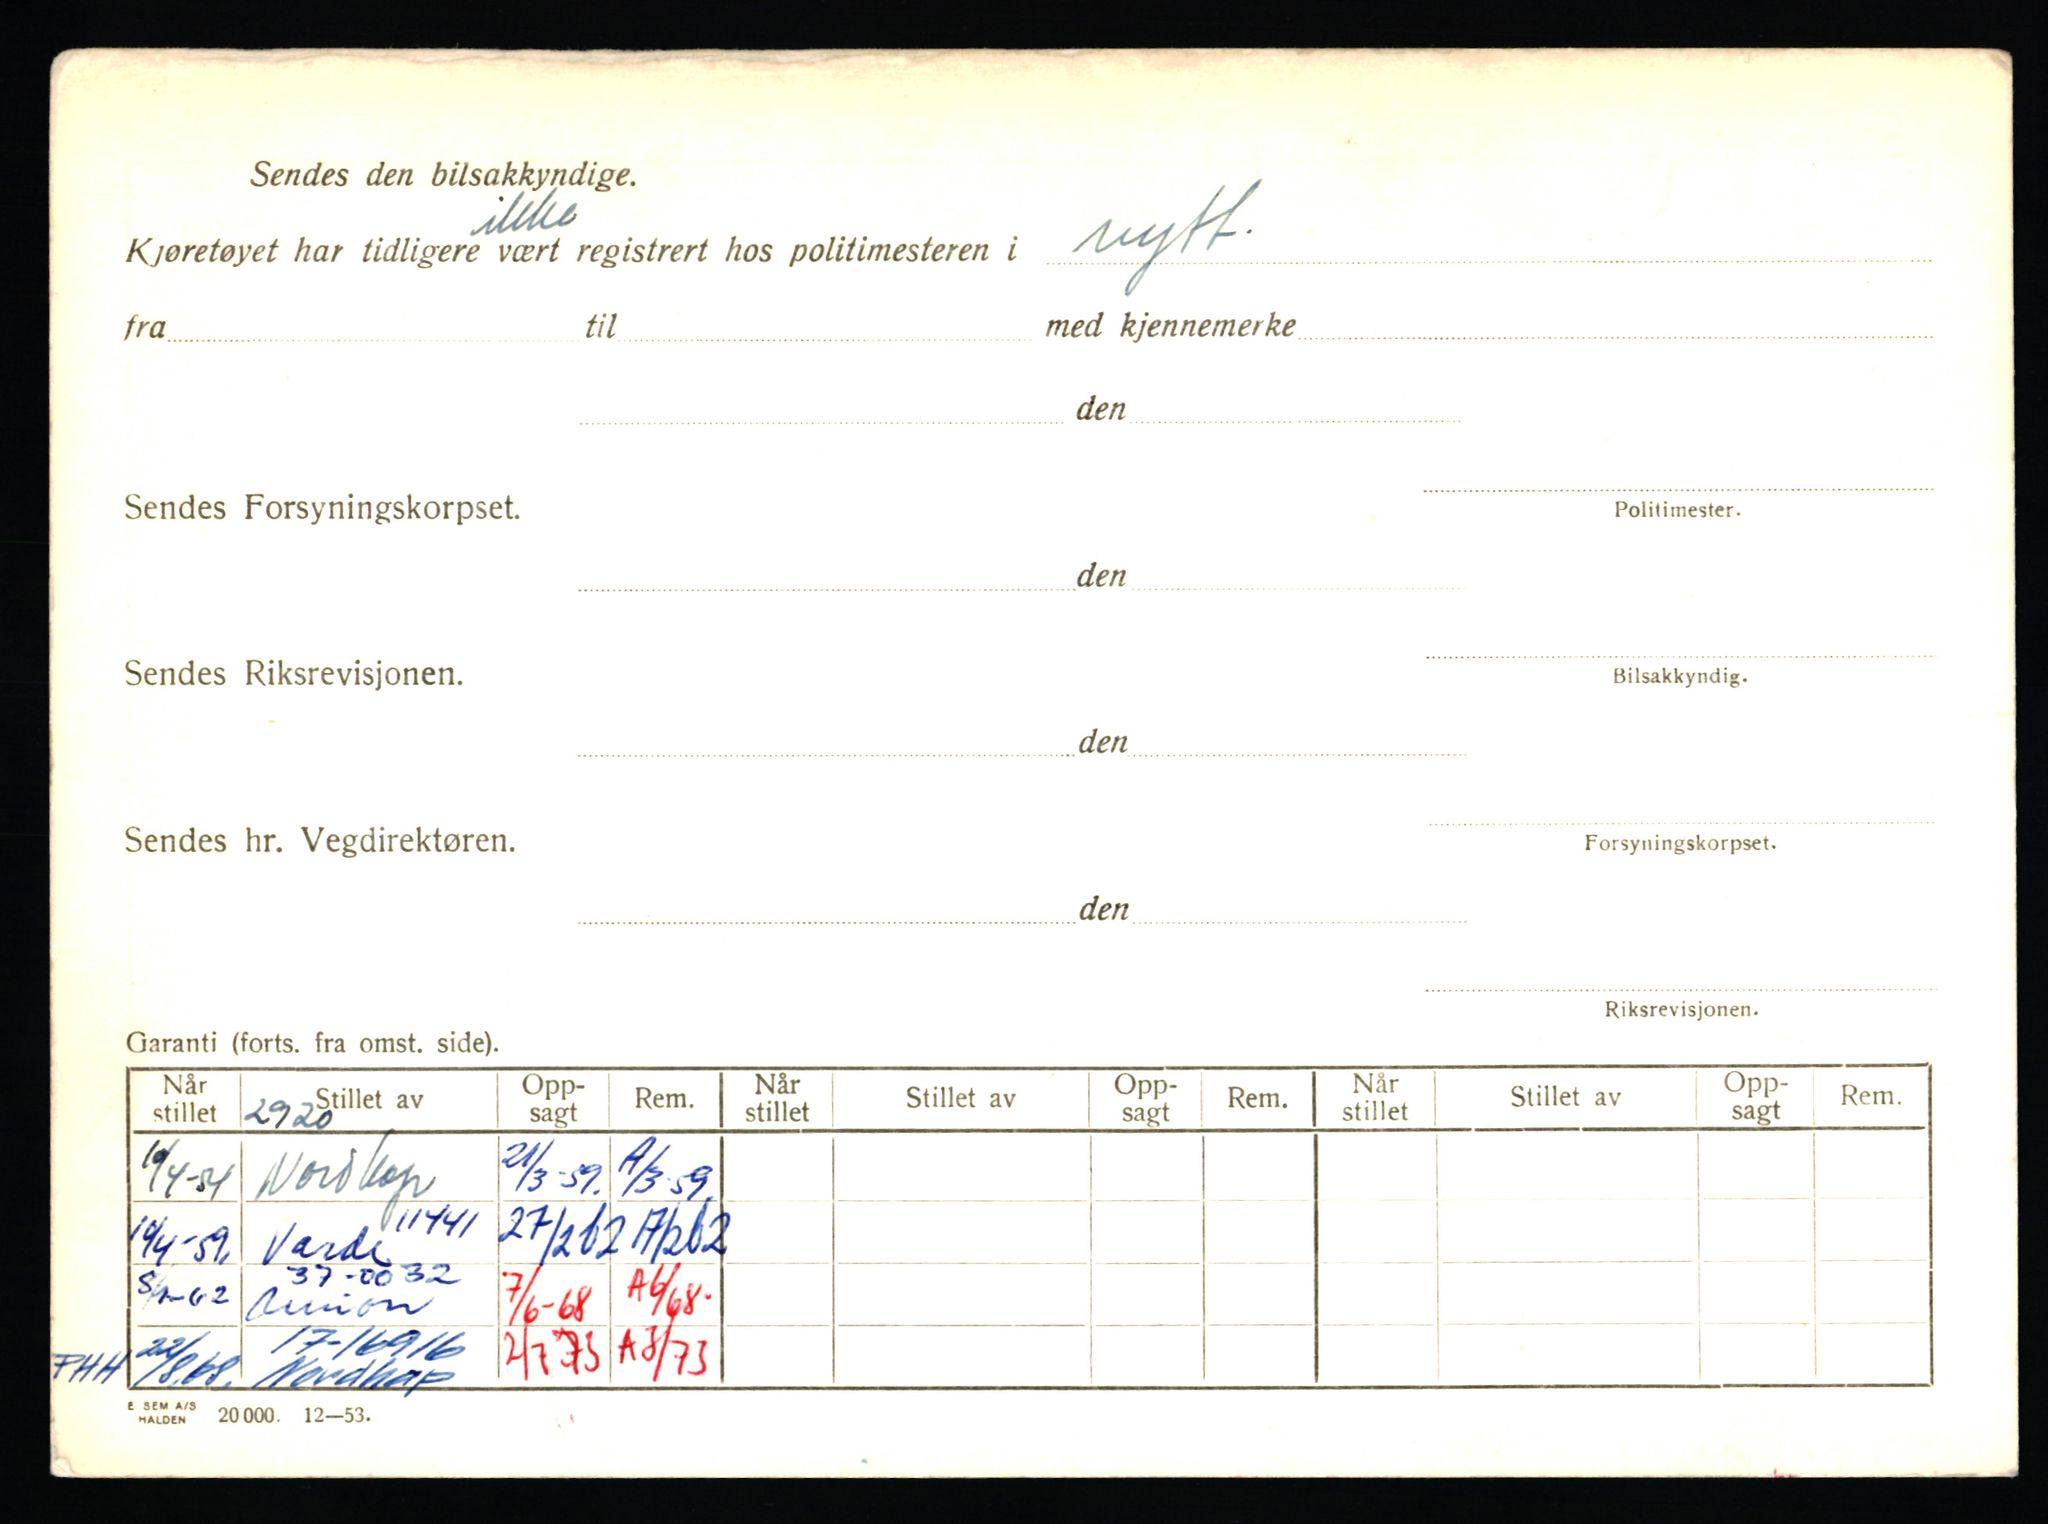 Sendes den bilsakkyndige.
ikke
Kjøretøyet har tidligere vært registrert hos politimesteren i nytt.
fra til med kjennemerke
den
Politimester.
Sendes Forsyningskorpset.
den
Bilsakkyndig.
Sendes Riksrevisjonen.
den
Forsyningskorpset.
Sendes hr. Vegdirektøren.
den
Riksrevisjonen.
Garanti (forts. fra omst. side).
Når stillet Stillet av Opp-sagt Rem. Når stillet Stillet av Opp-sagt Rem. Når stillet Stillet av Opp-sagt Rem.
2920
/4-54 Nordkap 21/3-59. A/3-59.
11441
/4-59. Varde 27/2 62 A/2 62
37-0032
62 Union 7/6-68 A6/68.
17-16916
FHH 22/8.68. Nordkap 2/7 73 A8/73
E. SEM A/S HALDEN 20 000. 12—53.